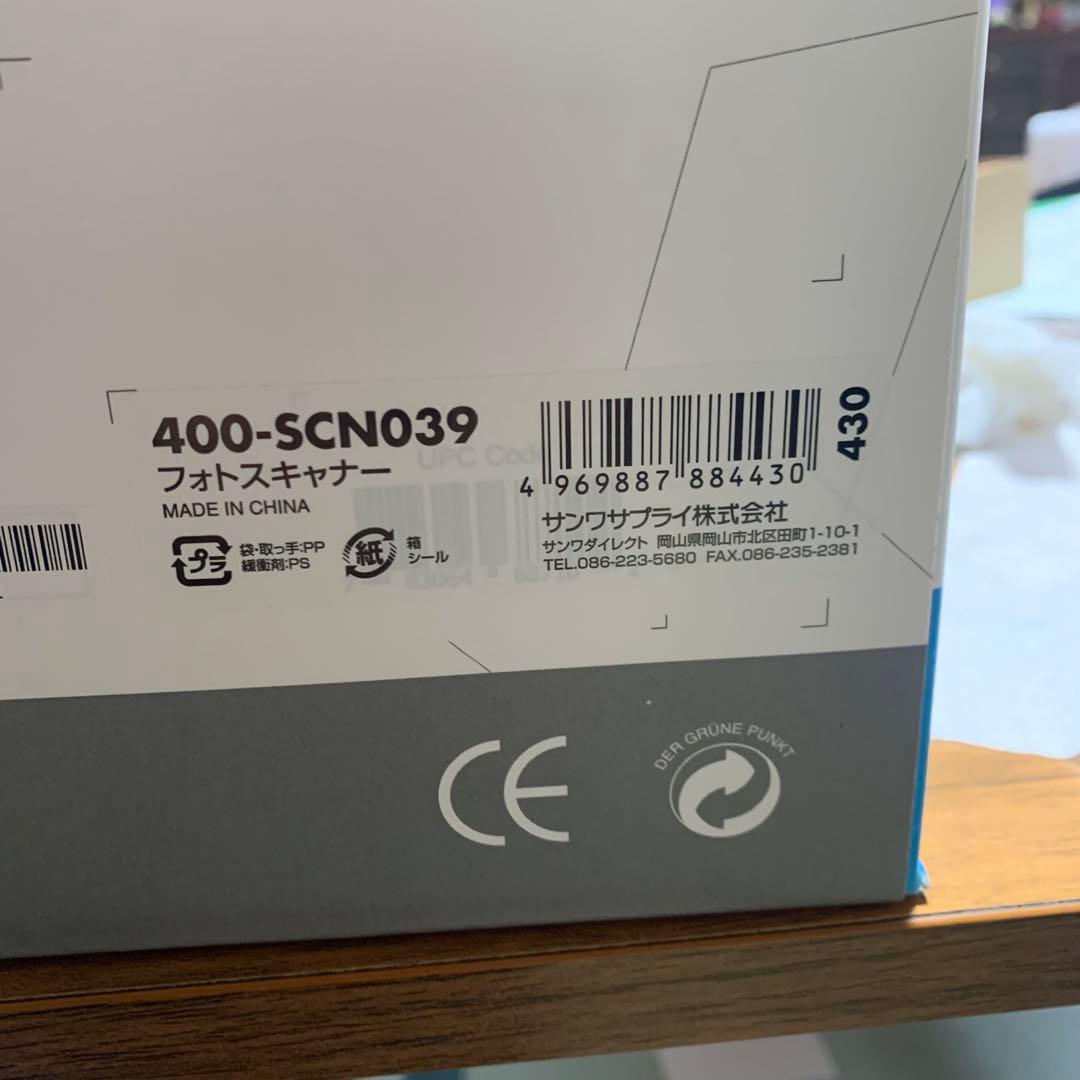 400-SCN039
フォトスキャナー
MADE IN CHINA
プラ
袋・取っ手:PP
緩衝剤:PS
紙
箱
シール
4 969887 884430
430
サンワサプライ株式会社
サンワダイレクト 岡山県岡山市北区田町1-10-1
TEL.086-223-5680 FAX.086-235-2381
UPC Code
CE
DER GRÜNE PUNKT